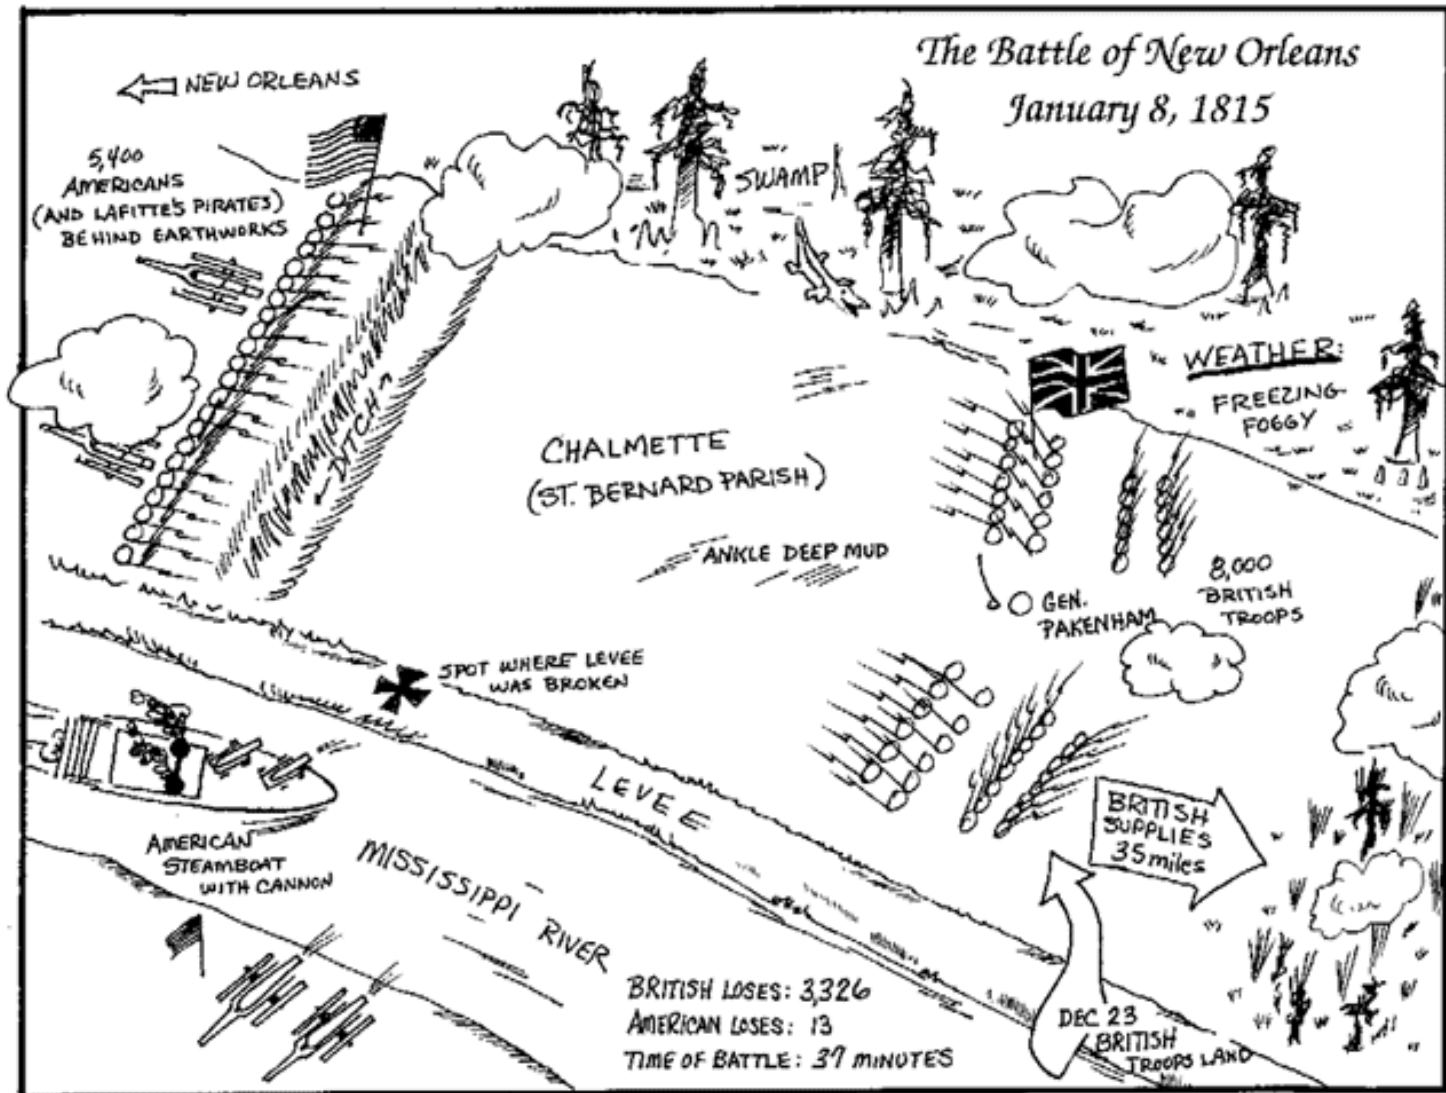 The Battle of New Orleans
January 8, 1815
NEW ORLEANS
5,400
AMERICANS
(AND LAFITTE'S PIRATES)
BEHIND EARTHWORKS
SWAMP
WEATHER:
FREEZING
FOGGY
DITCH
CHALMETTE
(ST. BERNARD PARISH)
ANKLE DEEP MUD
8,000
BRITISH
TROOPS
GEN.
PAKENHAM
SPOT WHERE LEVEE
WAS BROKEN
LEVEE
BRITISH
SUPPLIES
35 miles
AMERICAN
STEAMBOAT
WITH CANNON
MISSISSIPPI RIVER
BRITISH LOSES: 3,326
AMERICAN LOSES: 13
TIME OF BATTLE: 37 MINUTES
DEC 23
BRITISH
TROOPS LAND